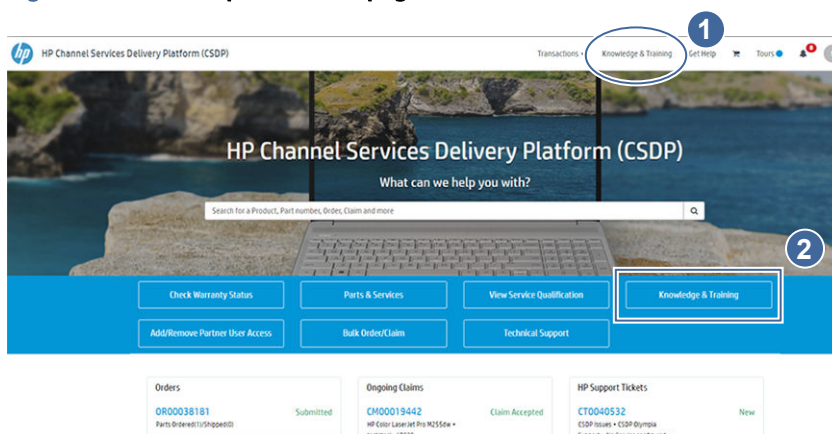 1
hp HP Channel Services Delivery Platform (CSDP) Transactions Knowledge & Training Get Help Tours 0
HP Channel Services Delivery Platform (CSDP)
What can we help you with?
Search for a Product, Part number, Order, Claim and more
2
Check Warranty Status Parts & Services View Service Qualification Knowledge & Training
Add/Remove Partner User Access Bulk Order/Claim Technical Support
Orders Ongoing Claims HP Support Tickets
OR00038181 Submitted CM00019442 Claim Accepted CT0040532 New
Parts Ordered(1)/Shipped(0) HP Color LaserJet Pro M255dw • CSDP Issues • CSDP Olympia